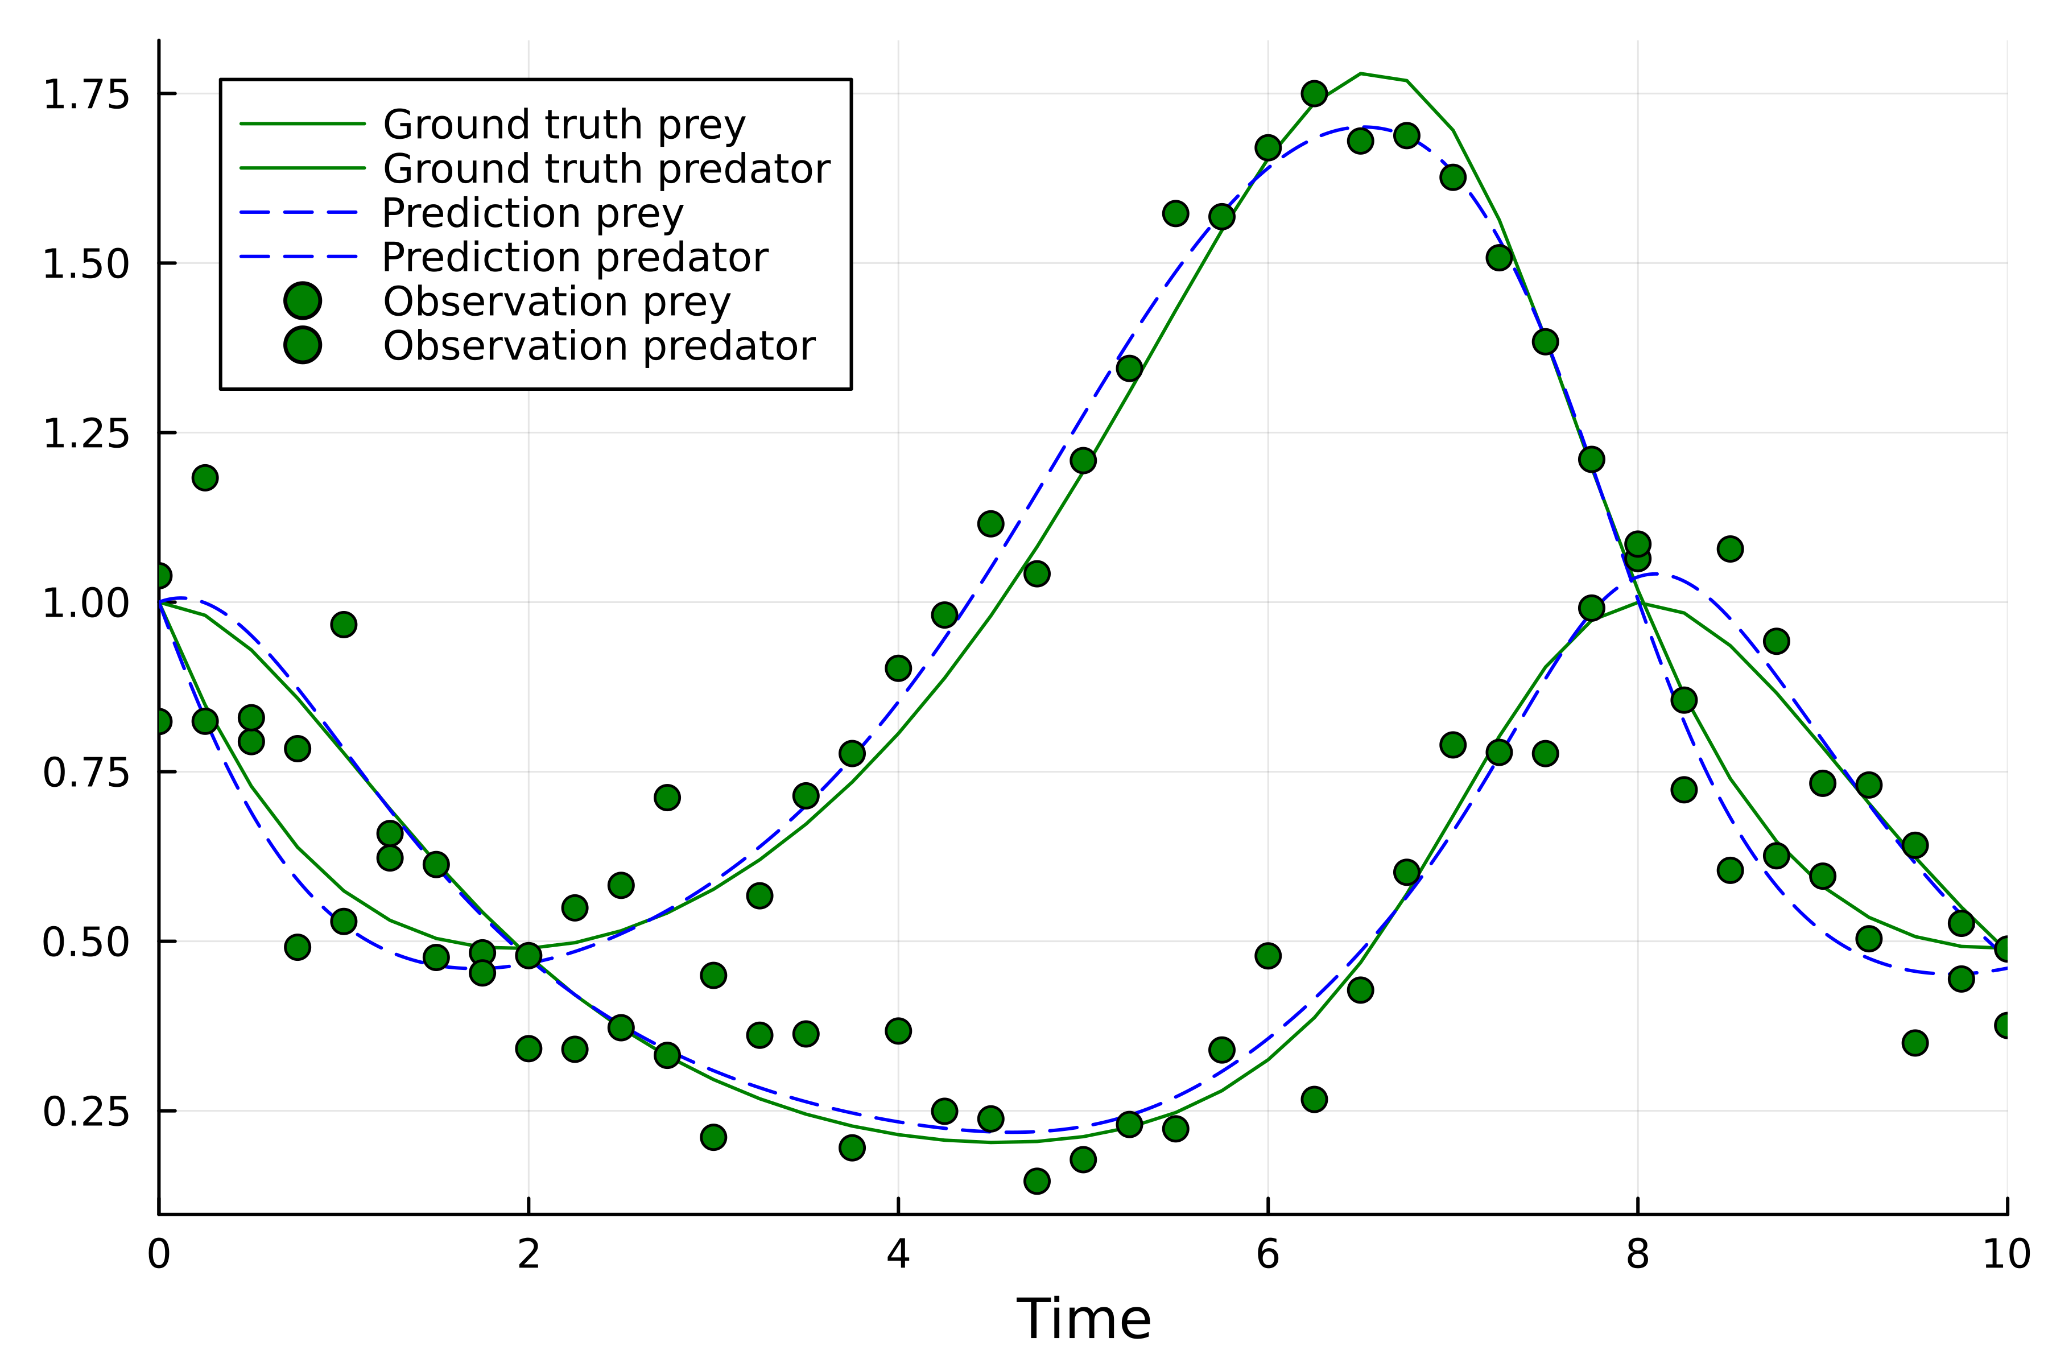 1.75
1.50
1.25
1.00
0.75
0.50
0.25
Ground truth prey
Ground truth predator
Prediction prey
Prediction predator
Observation prey
Observation predator
0 2 4 6 8 10
Time